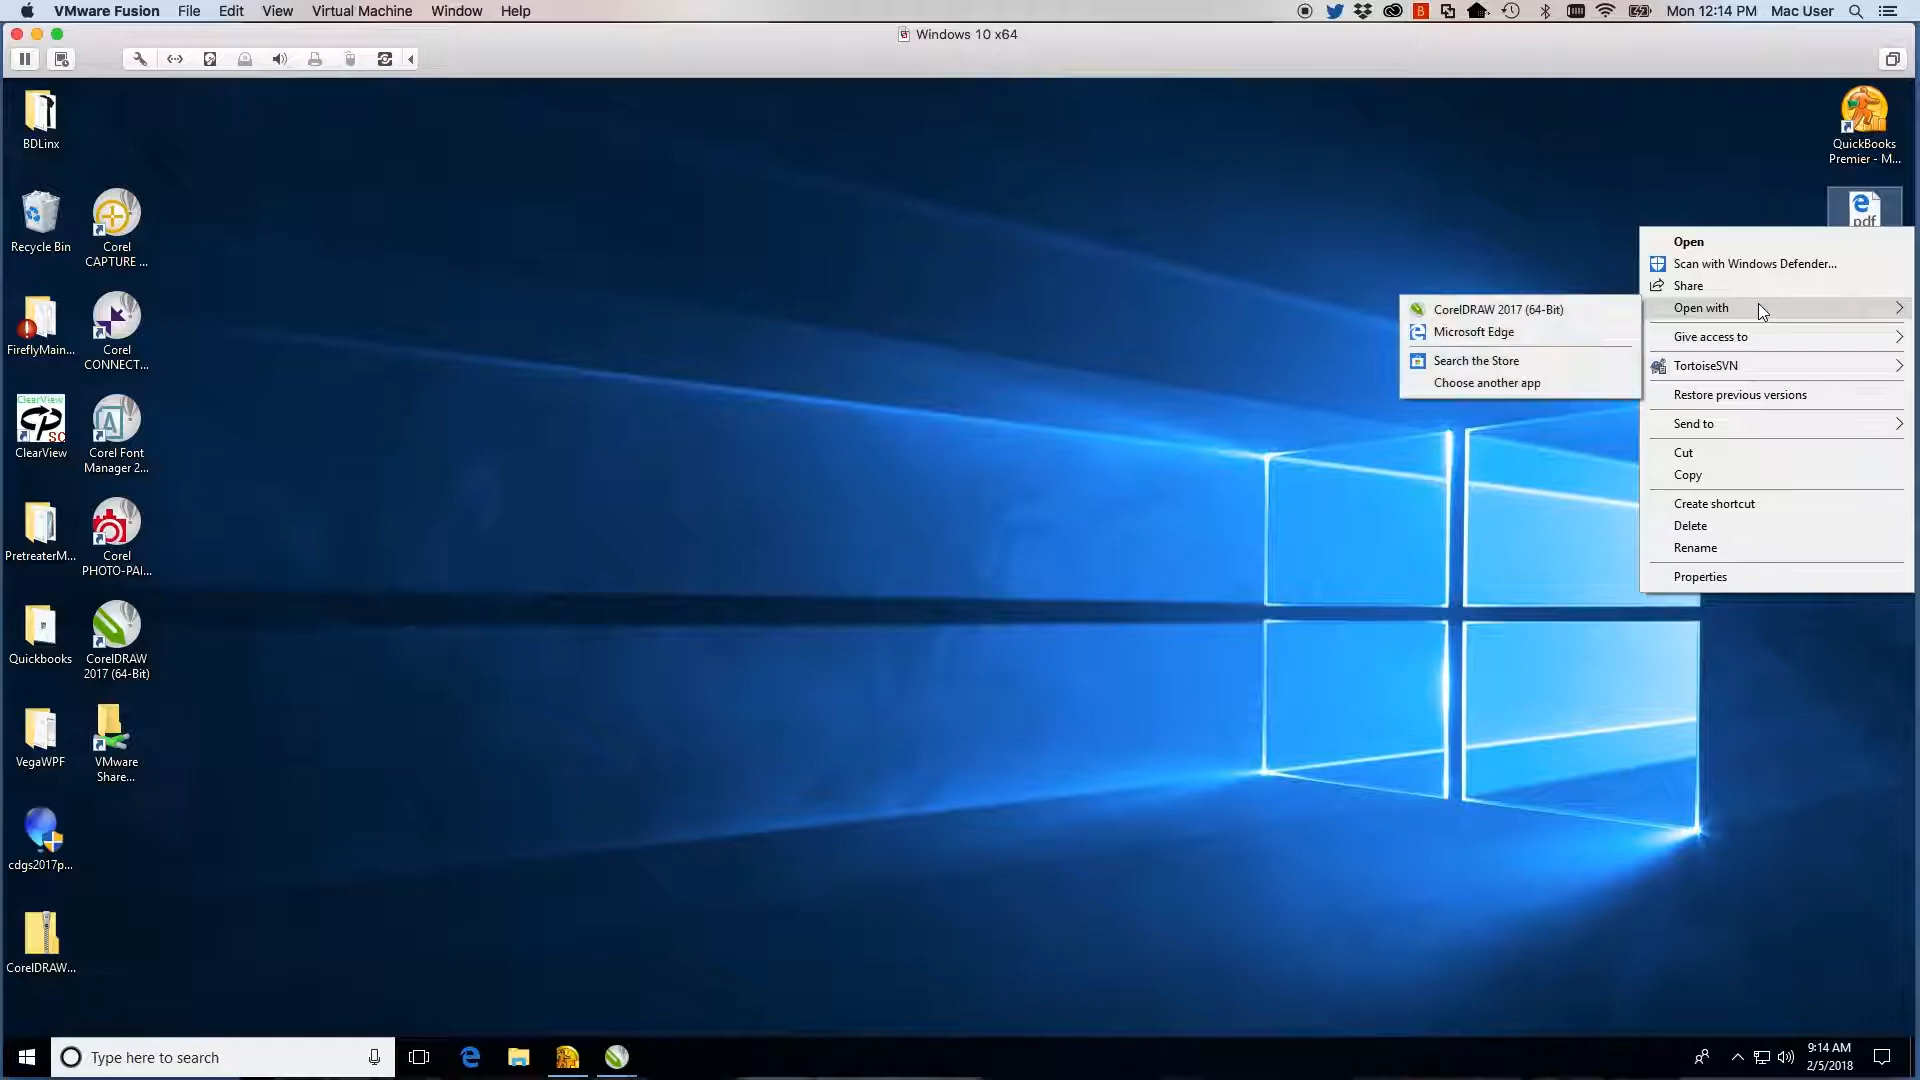 VMware Fusion File Edit View Virtual Machine Window Help
Mon 12:14 PM Mac User
Windows 10 x64
BDLinx
QuickBooks
Premier - M...
pdf
Recycle Bin
Corel
CAPTURE ...
FireflyMain...
Corel
CONNECT...
ClearView
SC
ClearView
Corel Font
Manager 2...
PretreaterM...
Corel
PHOTO-PAI...
Quickbooks
CorelDRAW
2017 (64-Bit)
VegaWPF
VMware
Share...
cdgs2017p...
CorelDRAW...
Open
Scan with Windows Defender...
Share
Open with
Give access to
TortoiseSVN
Restore previous versions
Send to
Cut
Copy
Create shortcut
Delete
Rename
Properties
CorelDRAW 2017 (64-Bit)
Microsoft Edge
Search the Store
Choose another app
Type here to search
9:14 AM
2/5/2018